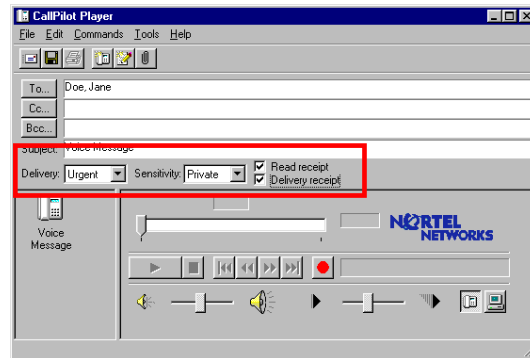 CallPilot Player
File Edit Commands Tools Help
To... Doe, Jane
Cc...
Bcc...
Subject: Voice Message
Delivery: Urgent Sensitivity: Private Read receipt
Delivery receipt
Voice
Message
NORTEL
NETWORKS